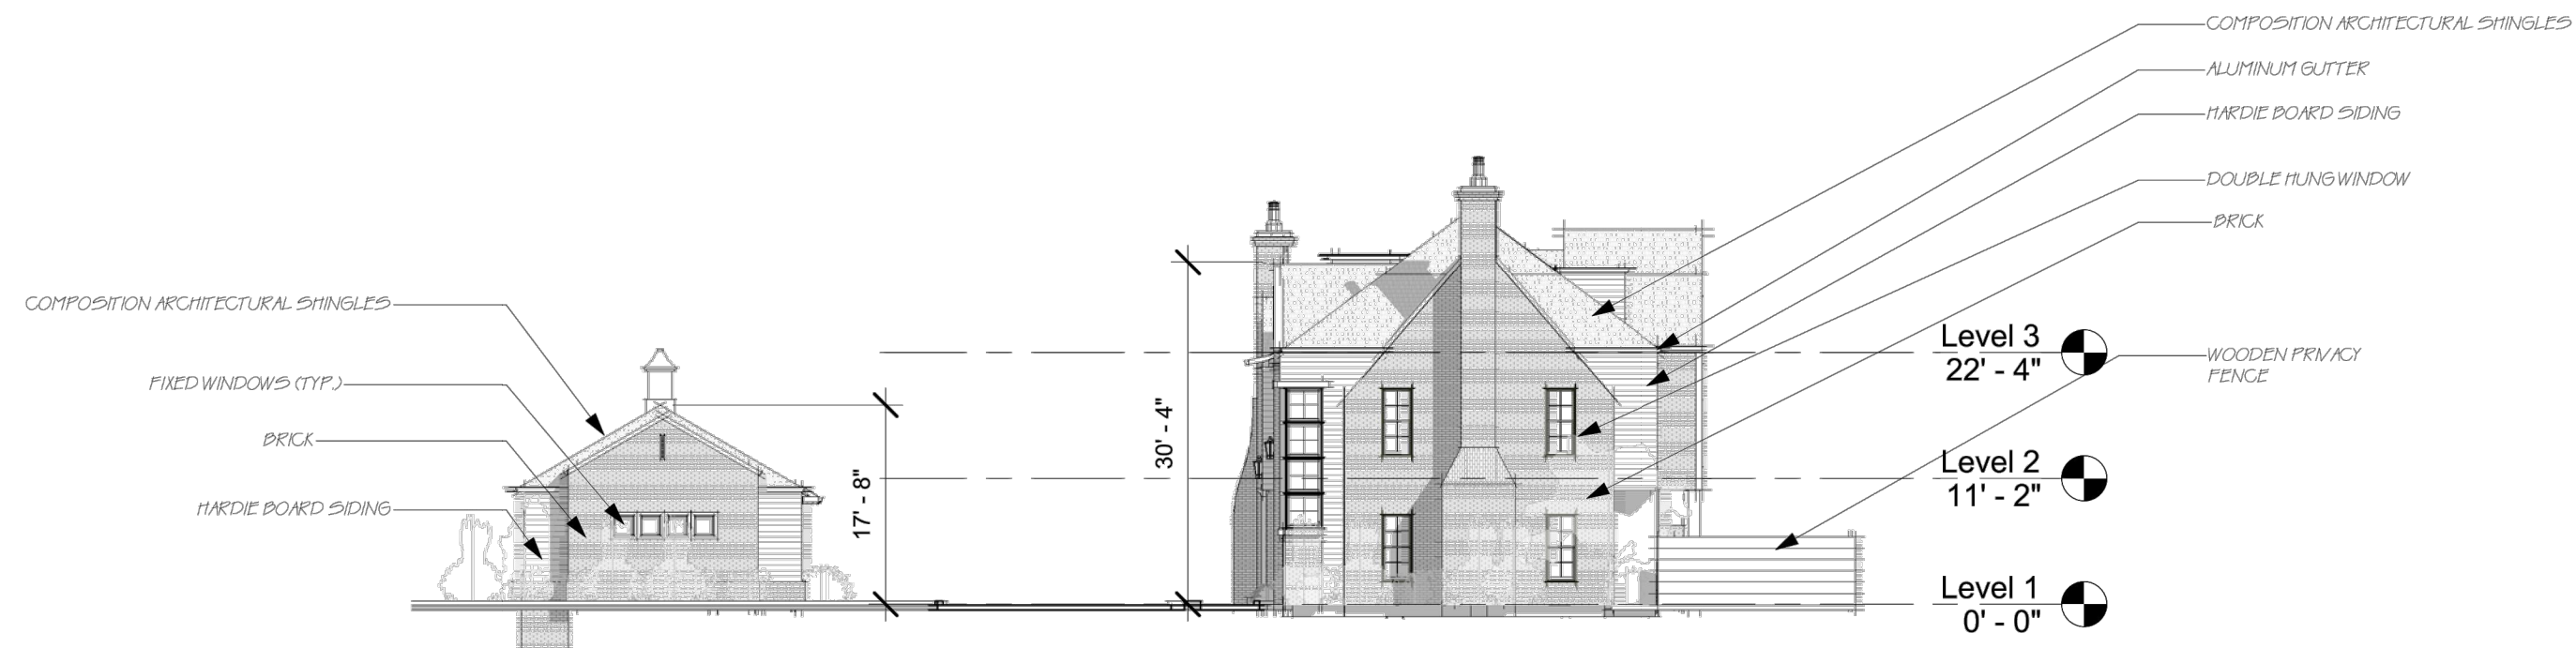 COMPOSITION ARCHITECTURAL SHINGLES
ALUMINUM GUTTER
HARDIE BOARD SIDING
DOUBLE HUNG WINDOW
BRICK
COMPOSITION ARCHITECTURAL SHINGLES
FIXED WINDOWS (TYP.)
BRICK
HARDIE BOARD SIDING
17' - 8"
30' - 4"
Level 3
22' - 4"
WOODEN PRIVACY
FENCE
Level 2
11' - 2"
Level 1
0' - 0"